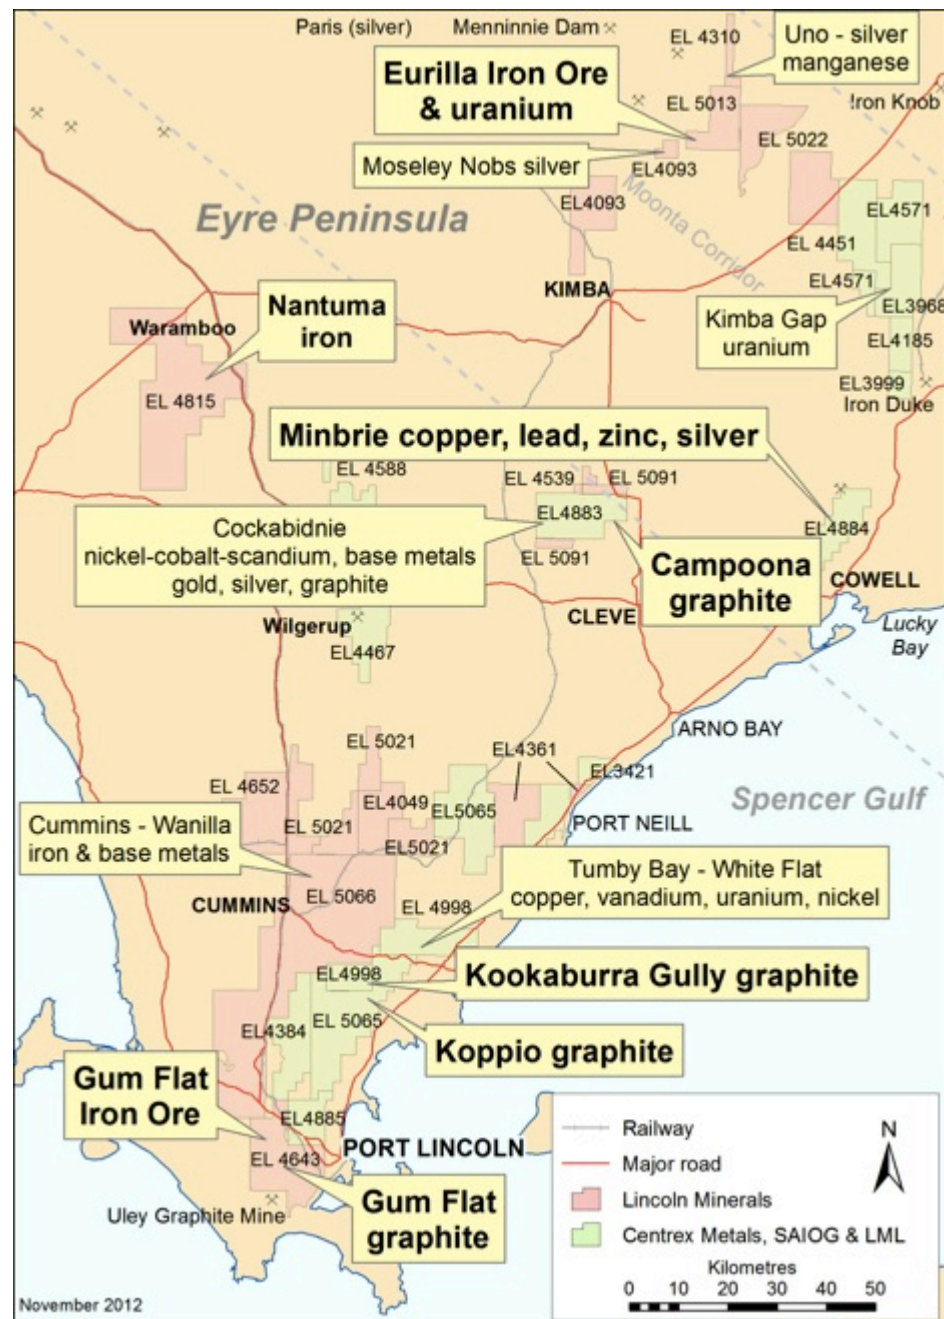 Paris (silver)
Menninnie Dam
EL 4310
Uno - silver
manganese
Eurilla Iron Ore
& uranium
EL 5013
Iron Knob
EL 5022
Moseley Nobs silver
EL4093
EL4093
Moonta Corridor
Eyre Peninsula
EL4571
EL 4451
EL4571
KIMBA
Nantuma
iron
Kimba Gap
uranium
EL3968
Waramboo
EL4185
EL3999
Iron Duke
EL 4815
Minbrie copper, lead, zinc, silver
EL 4588
EL 4539
EL 5091
EL4883
EL4884
Cockabidnie
nickel-cobalt-scandium, base metals
gold, silver, graphite
EL 5091
Campoona
graphite
COWELL
CLEVE
Wilgerup
Lucky
Bay
EL4467
ARNO BAY
EL 5021
EL4361
EL3421
EL 4652
EL4049
Spencer Gulf
EL5065
Cummins - Wanilla
iron & base metals
EL 5021
PORT NEILL
EL5021
Tumby Bay - White Flat
copper, vanadium, uranium, nickel
EL 5066
CUMMINS
EL 4998
EL4998
Kookaburra Gully graphite
EL4384
EL 5065
Koppio graphite
Gum Flat
Iron Ore
EL4885
PORT LINCOLN
EL 4643
Uley Graphite Mine
Gum Flat
graphite
Railway
N
Major road
Lincoln Minerals
Centrex Metals, SAIOG & LML
Kilometres
0 10 20 30 40 50
November 2012